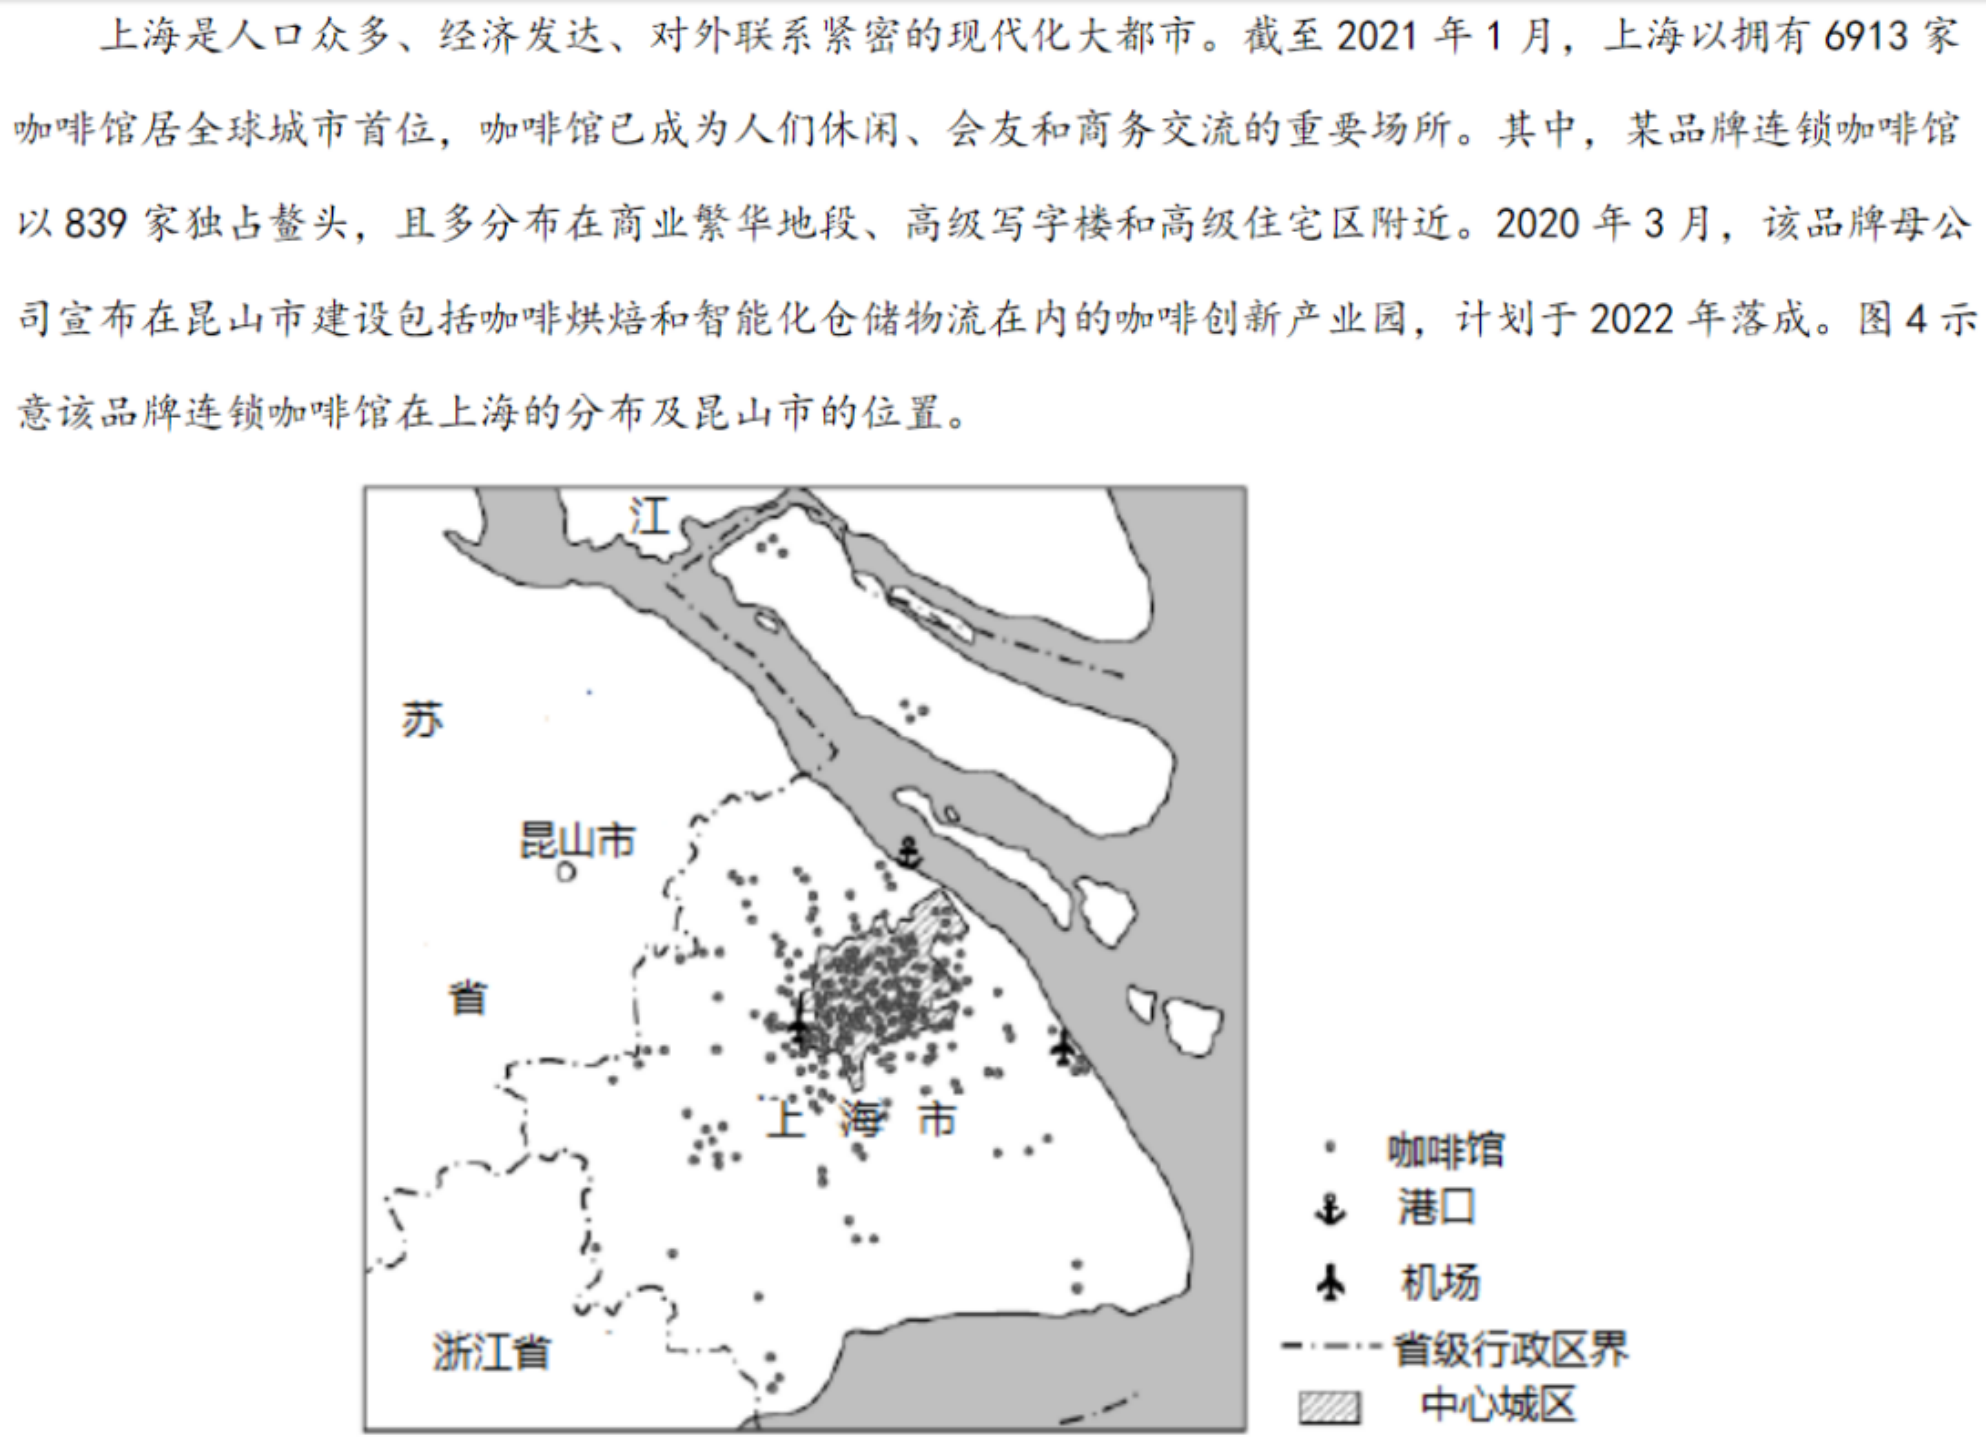 上海是人口众多、经济发达、对外联系紧密的现代化大都市。截至 2021 年 1 月，上海以拥有 6913 家
咖啡馆居全球城市首位，咖啡馆已成为人们休闲、会友和商务交流的重要场所。其中，某品牌连锁咖啡馆
以 839 家独占鳌头，且多分布在商业繁华地段、高级写字楼和高级住宅区附近。2020 年 3 月，该品牌母公
司宣布在昆山市建设包括咖啡烘焙和智能化仓储物流在内的咖啡创新产业园，计划于 2022 年落成。图 4 示
意该品牌连锁咖啡馆在上海的分布及昆山市的位置。
江
苏
昆山市
省
上 海 市
浙江省
咖啡馆
港口
机场
省级行政区界
中心城区